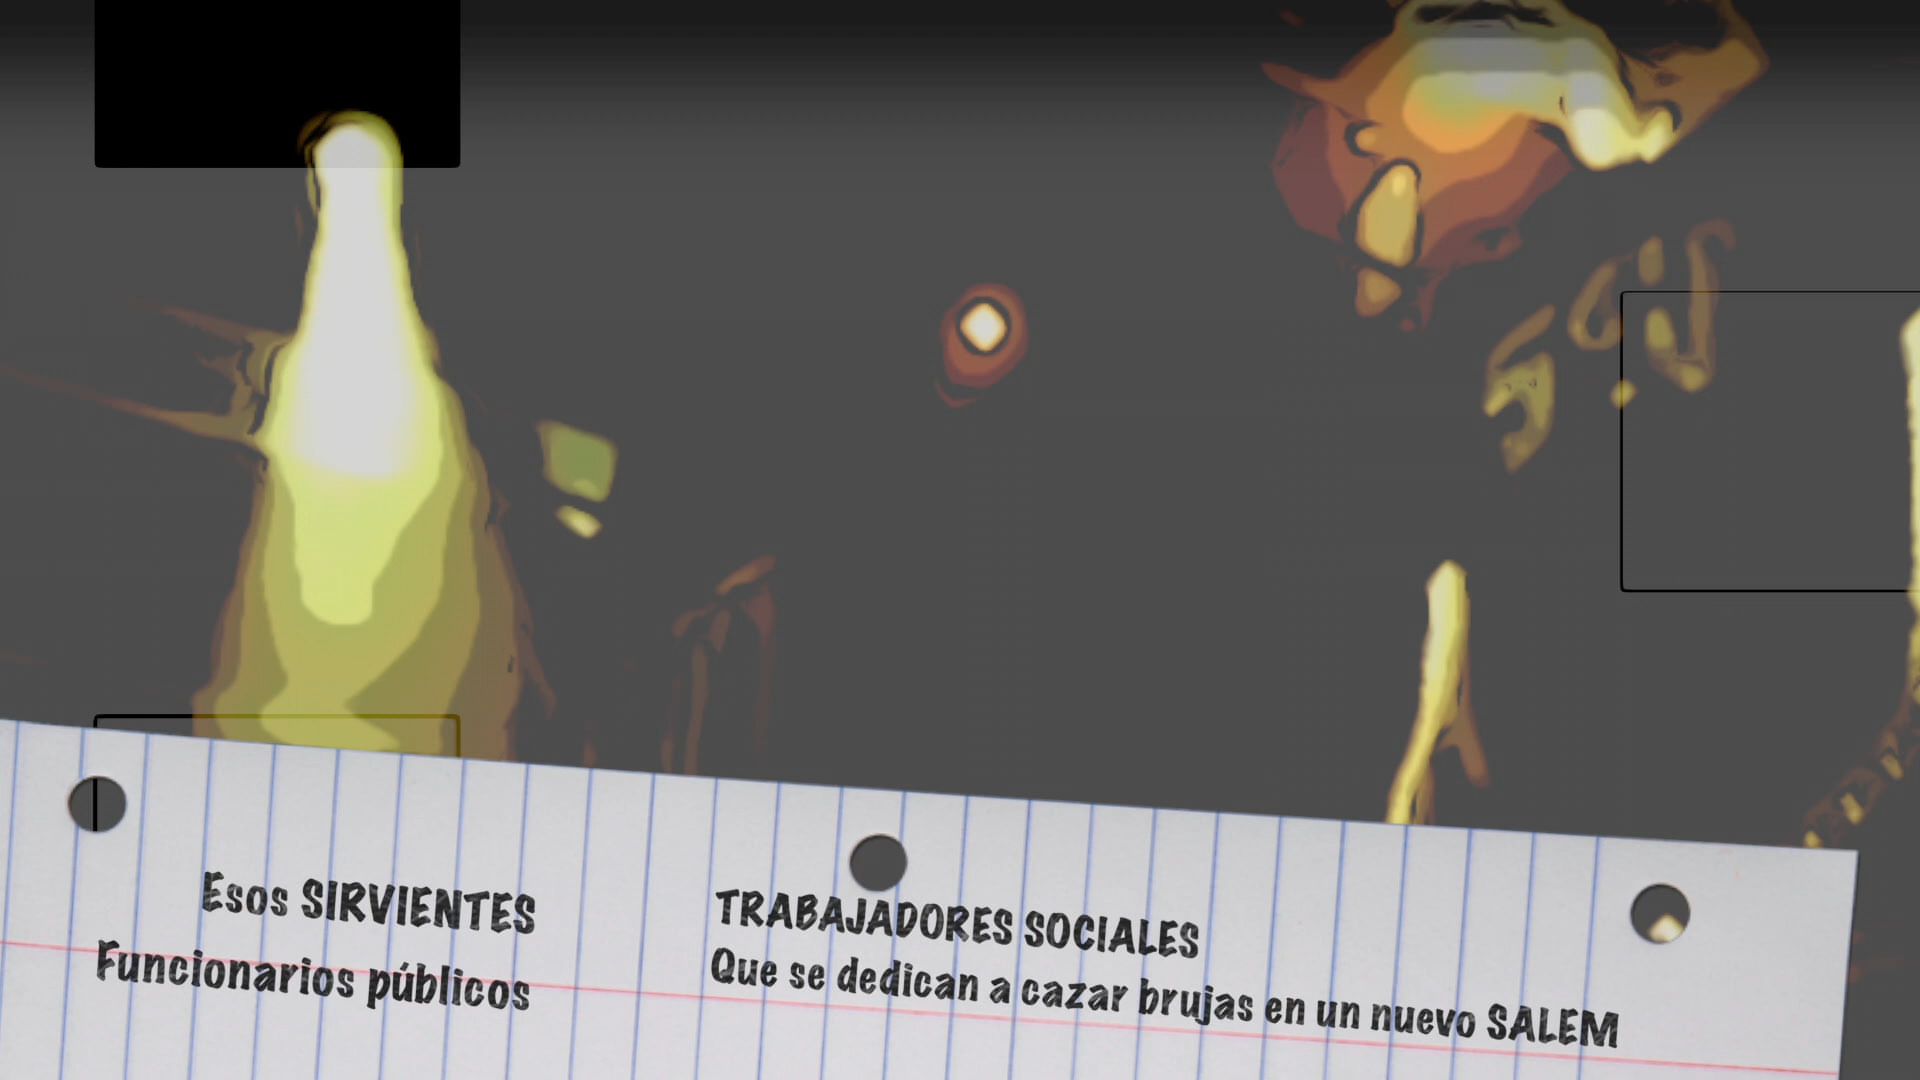 Esos SIRVIENTES
Funcionarios públicos
TRABAJADORES SOCIALES
Que se dedican a cazar brujas en un nuevo SALEM